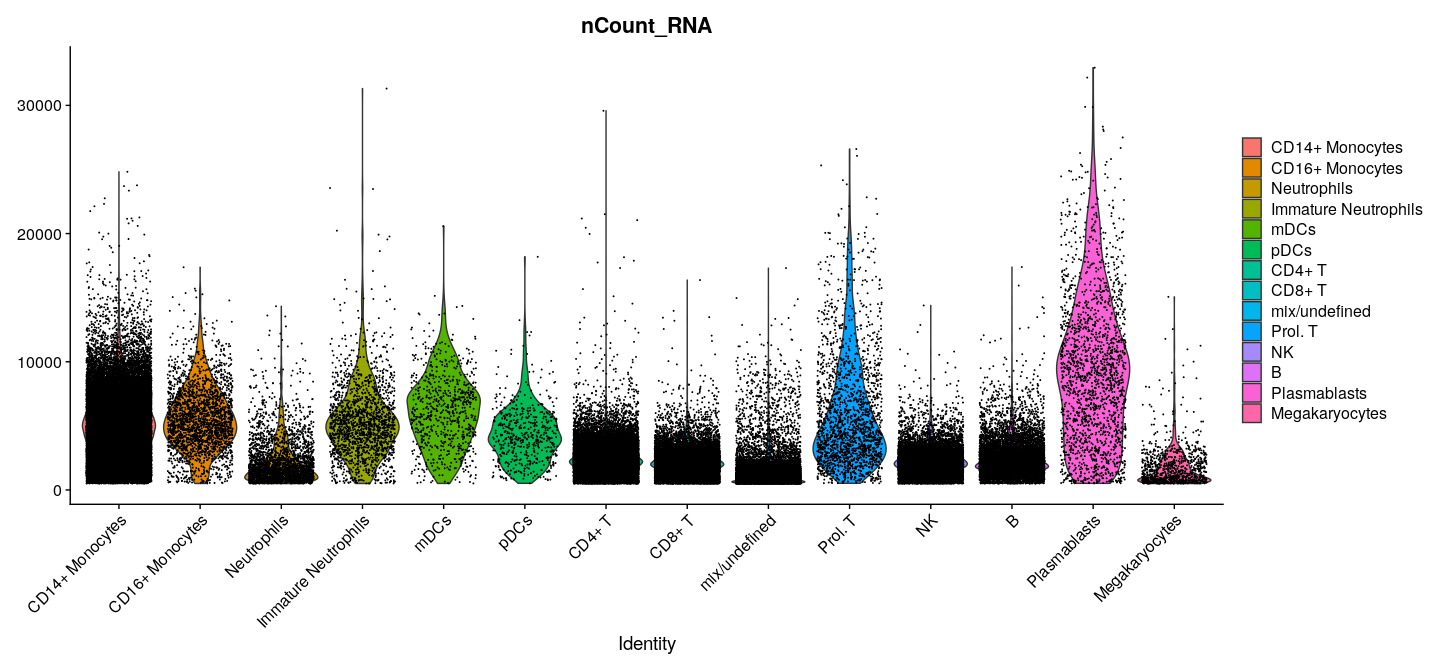 nCount_RNA
30000
20000
10000
0
CD14+ Monocytes
CD16+ Monocytes
Neutrophils
Immature Neutrophils
mDCs
pDCs
CD4+ T
CD8+ T
mix/undefined
Prol. T
NK
B
Plasmablasts
Megakaryocytes
Identity
CD14+ Monocytes
CD16+ Monocytes
Neutrophils
Immature Neutrophils
mDCs
pDCs
CD4+ T
CD8+ T
mix/undefined
Prol. T
NK
B
Plasmablasts
Megakaryocytes